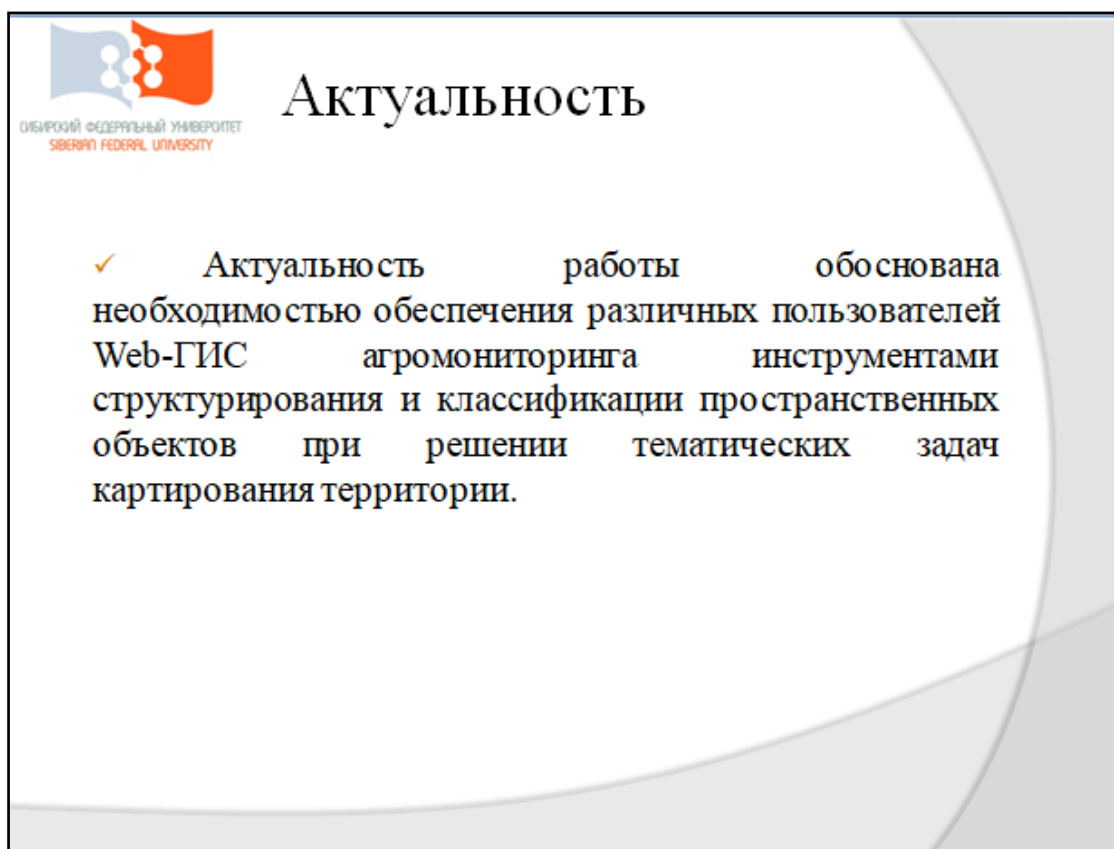 Актуальность
СИБИРСКИЙ ФЕДЕРАЛЬНЫЙ УНИВЕРСИТЕТ
SIBERIAN FEDERAL UNIVERSITY
✓ Актуальность работы обоснована
необходимостью обеспечения различных пользователей
Web-ГИС агромониторинга инструментами
структурирования и классификации пространственных
объектов при решении тематических задач
картирования территории.